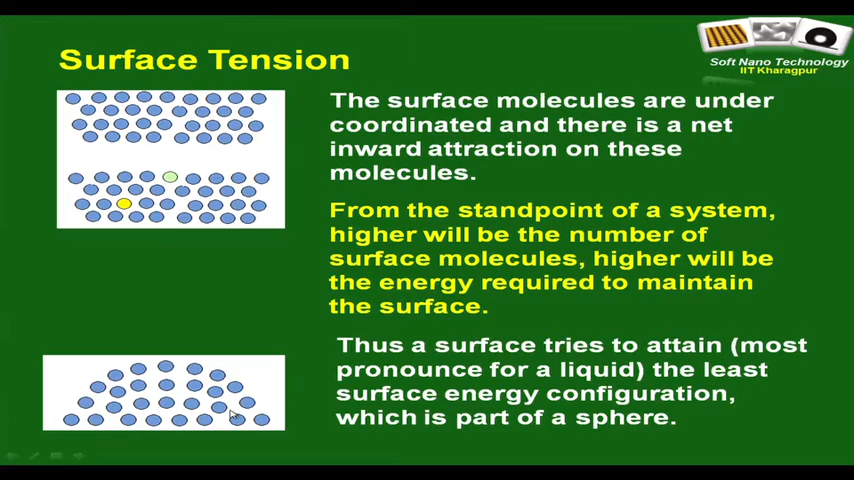 Surface Tension
Soft Nano Technology
IIT Kharagpur
The surface molecules are under
coordinated and there is a net
inward attraction on these
molecules.
From the standpoint of a system,
higher will be the number of
surface molecules, higher will be
the energy required to maintain
the surface.
Thus a surface tries to attain (most
pronounce for a liquid) the least
surface energy configuration,
which is part of a sphere.